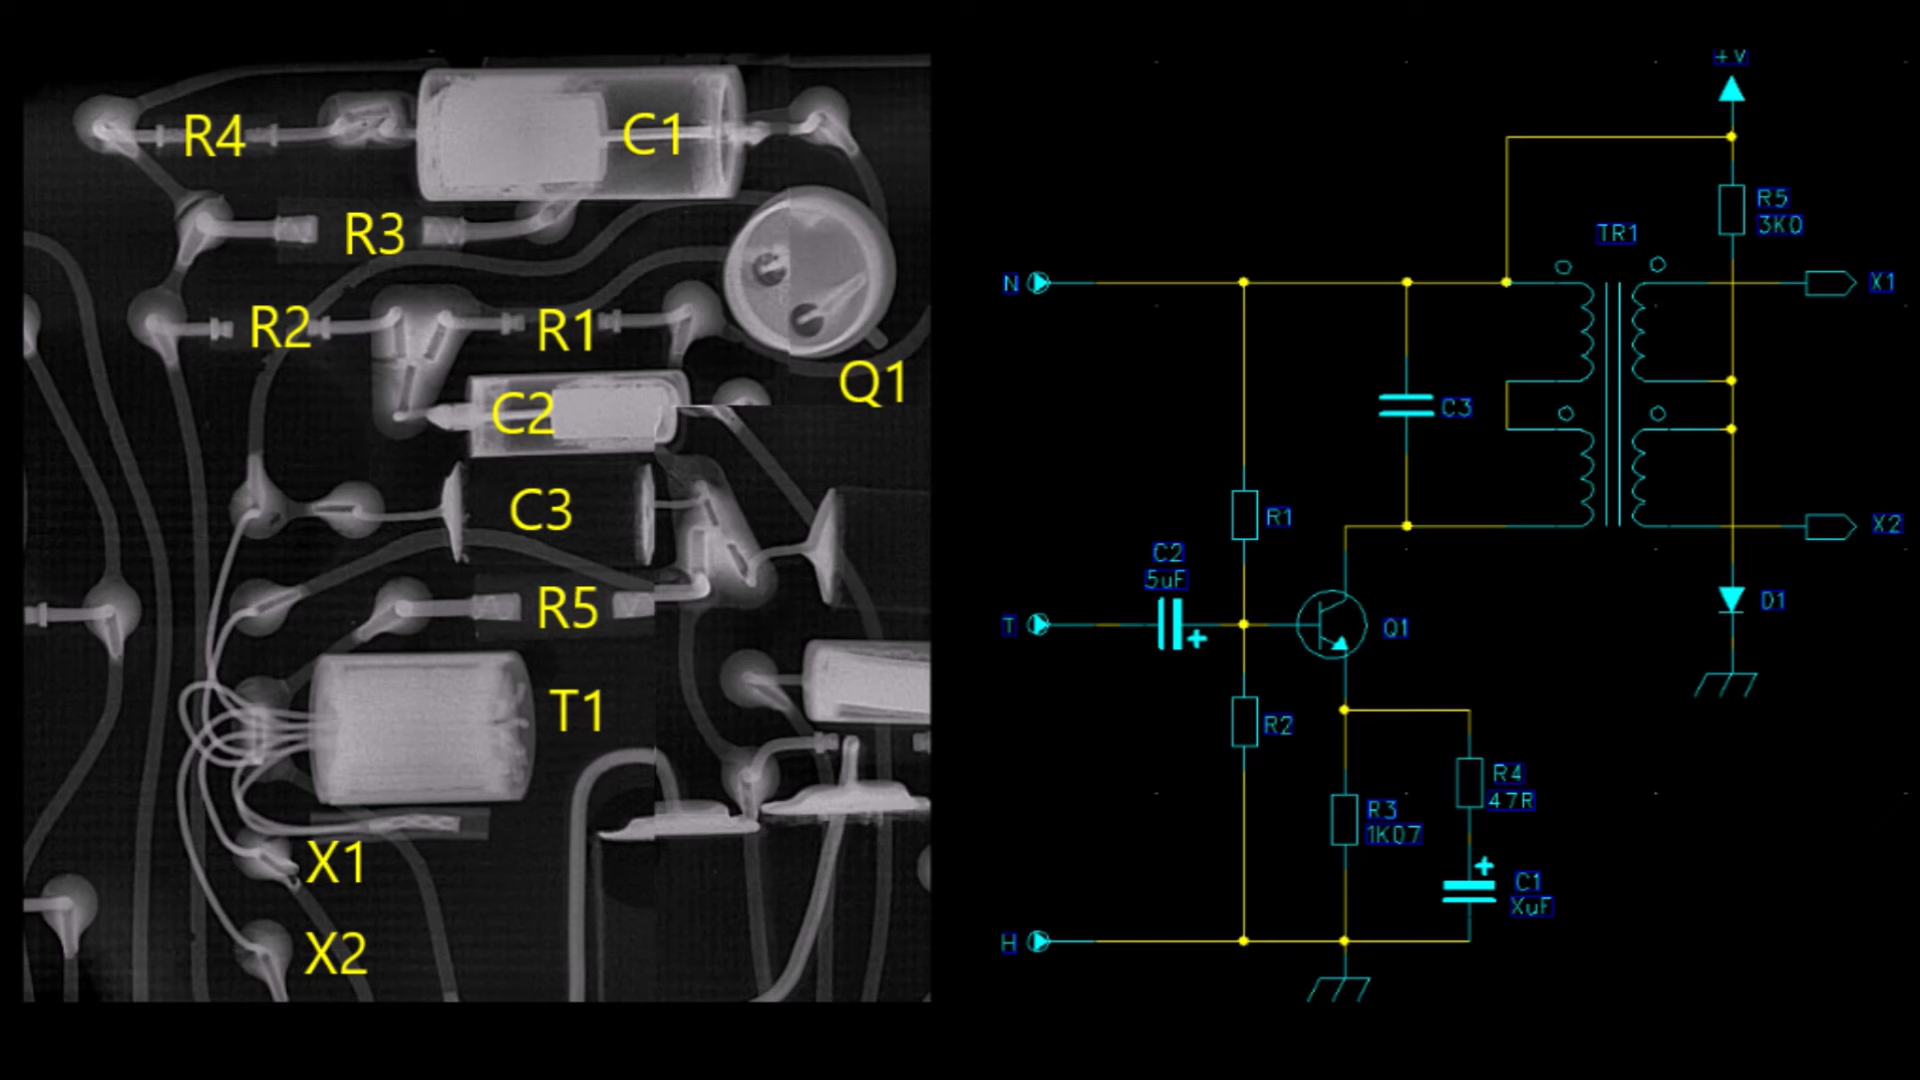 R4
C1
R3
R2
R1
Q1
C2
C3
R5
T1
X1
X2
+V
R5
3K0
TR1
N
X1
C3
R1
X2
C2
5uF
T
Q1
D1
R2
R4
47R
R3
1K07
C1
XuF
H